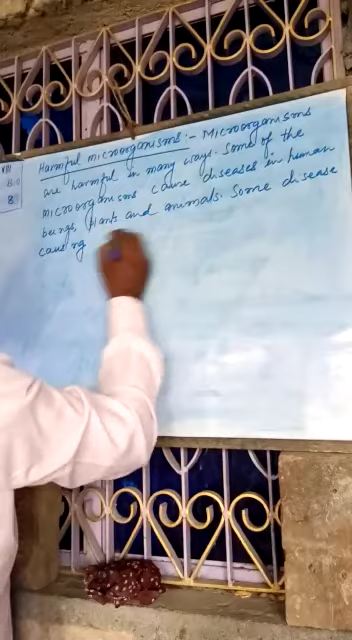 VIII
Harmful microorganisms :- Microorganisms
are harmful in many ways. Some of the
microorganisms cause diseases in human
beings, plants and animals. Some disease
causing